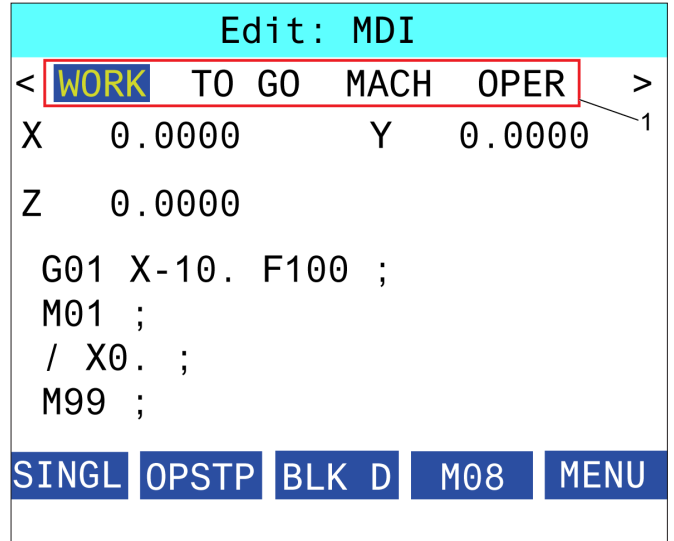 Edit: MDI
< WORK TO GO MACH OPER >
1
X 0.0000 Y 0.0000
Z 0.0000
G01 X-10. F100 ;
M01 ;
/ X0. ;
M99 ;
SINGL OPSTP BLK D M08 MENU